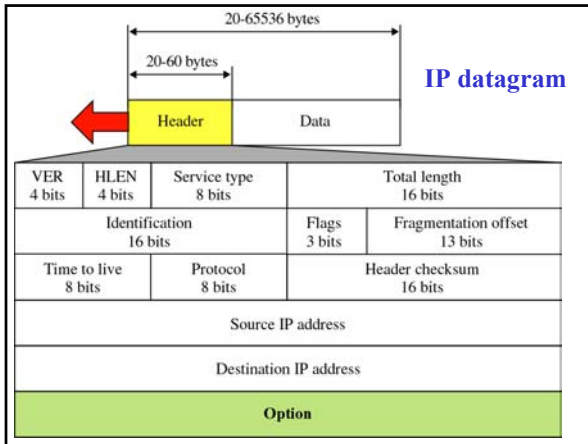 20-65536 bytes
20-60 bytes
IP datagram
Header
Data
VER
4 bits
HLEN
4 bits
Service type
8 bits
Total length
16 bits
Identification
16 bits
Flags
3 bits
Fragmentation offset
13 bits
Time to live
8 bits
Protocol
8 bits
Header checksum
16 bits
Source IP address
Destination IP address
Option